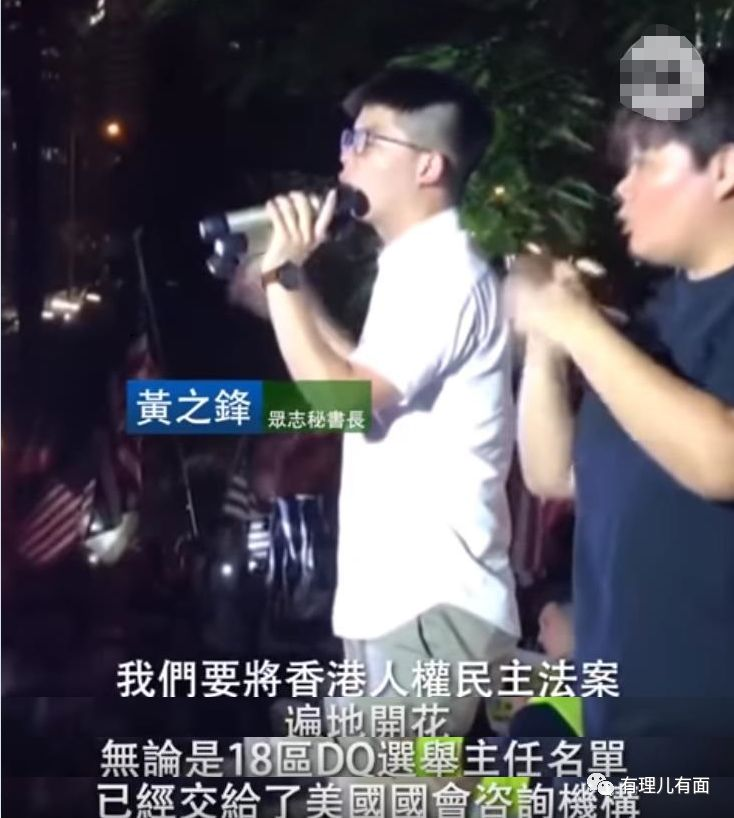 黃之鋒 眾志秘書長
我們要將香港人權民主法案
遍地開花
無論是18區DQ選舉主任名單
已經交給了美國國會咨詢機構
有理儿有面